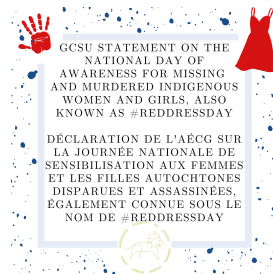 GCSU STATEMENT ON THE
NATIONAL DAY OF
AWARENESS FOR MISSING
AND MURDERED INDIGENOUS
WOMEN AND GIRLS, ALSO
KNOWN AS #REDDRESSDAY
DÉCLARATION DE L'AÉCG SUR
LA JOURNÉE NATIONALE DE
SENSIBILISATION AUX FEMMES
ET LES FILLES AUTOCHTONES
DISPARUES ET ASSASSINÉES,
ÉGALEMENT CONNUE SOUS LE
NOM DE #REDDRESSDAY